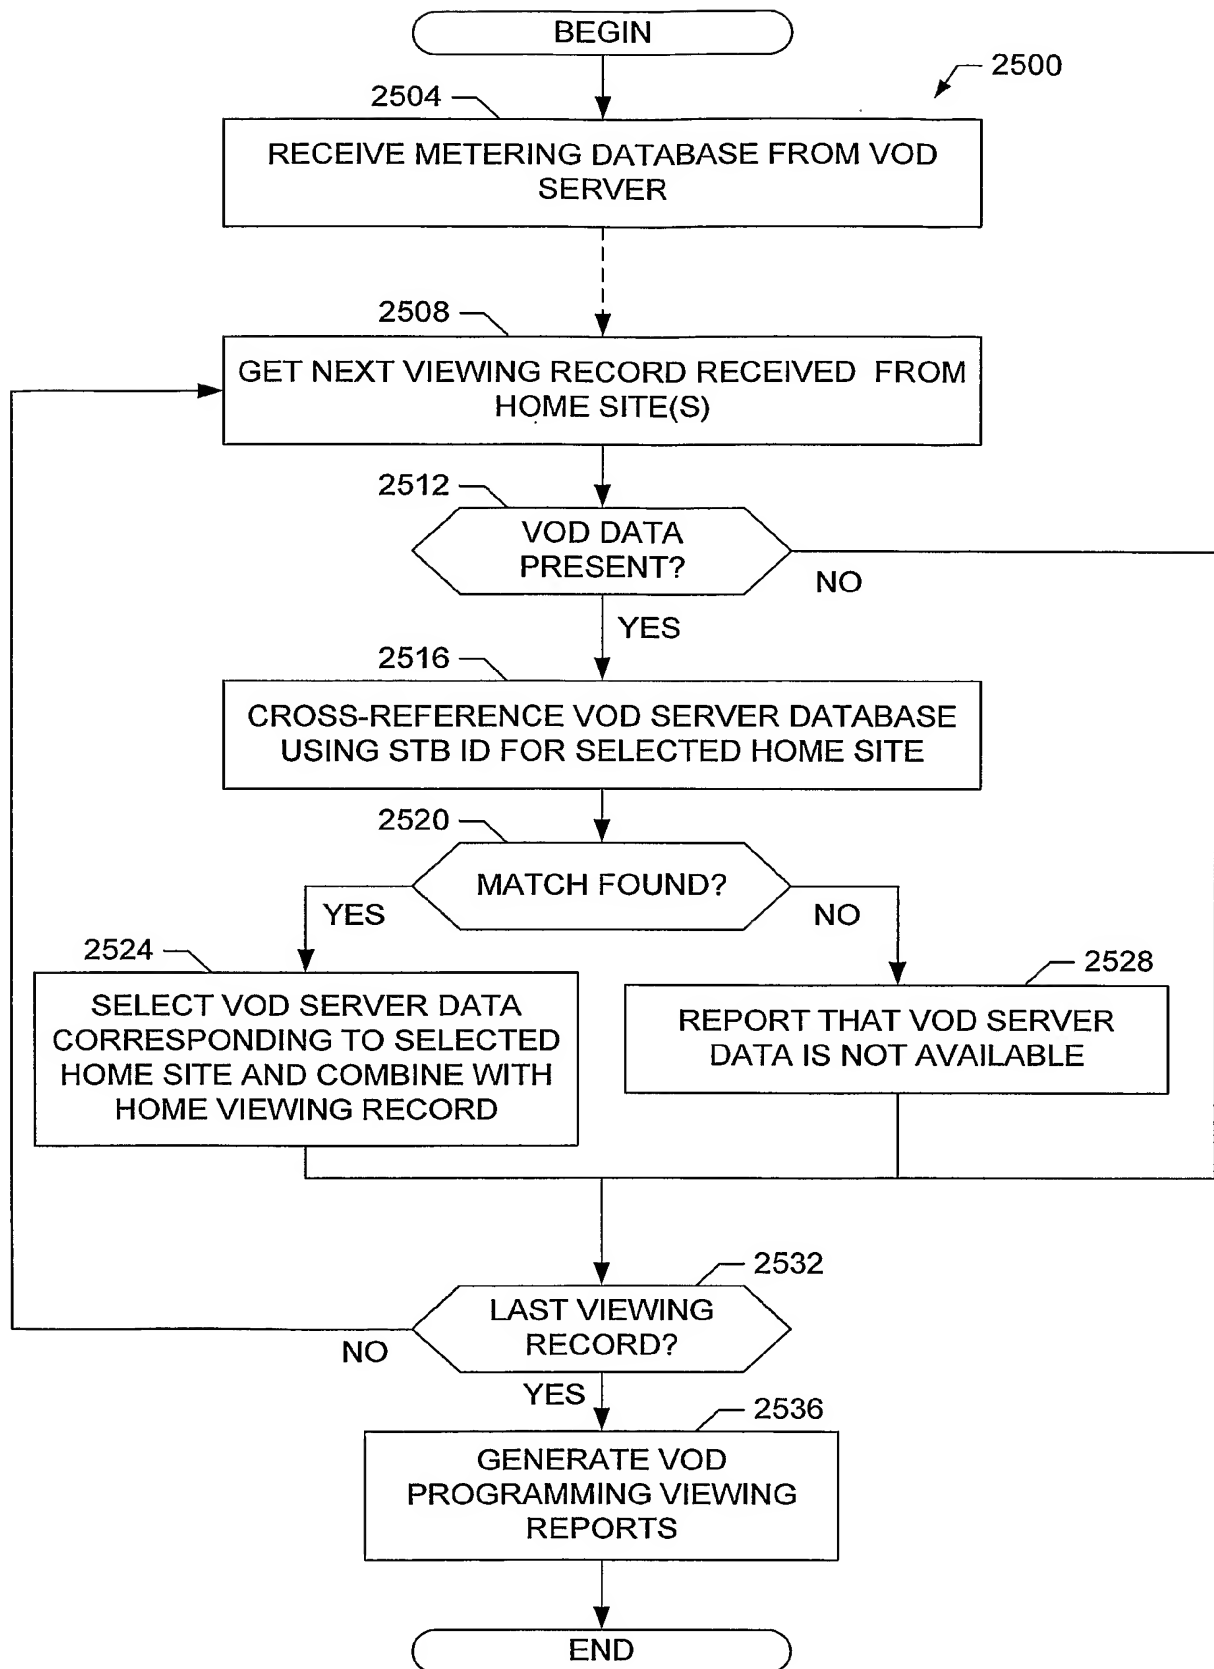 BEGIN
2500
2504
RECEIVE METERING DATABASE FROM VOD
SERVER
2508
GET NEXT VIEWING RECORD RECEIVED FROM
HOME SITE(S)
2512
VOD DATA
PRESENT?
NO
YES
2516
CROSS-REFERENCE VOD SERVER DATABASE
USING STB ID FOR SELECTED HOME SITE
2520
MATCH FOUND?
YES
NO
2524
SELECT VOD SERVER DATA
CORRESPONDING TO SELECTED
HOME SITE AND COMBINE WITH
HOME VIEWING RECORD
2528
REPORT THAT VOD SERVER
DATA IS NOT AVAILABLE
2532
LAST VIEWING
RECORD?
NO
YES
2536
GENERATE VOD
PROGRAMMING VIEWING
REPORTS
END